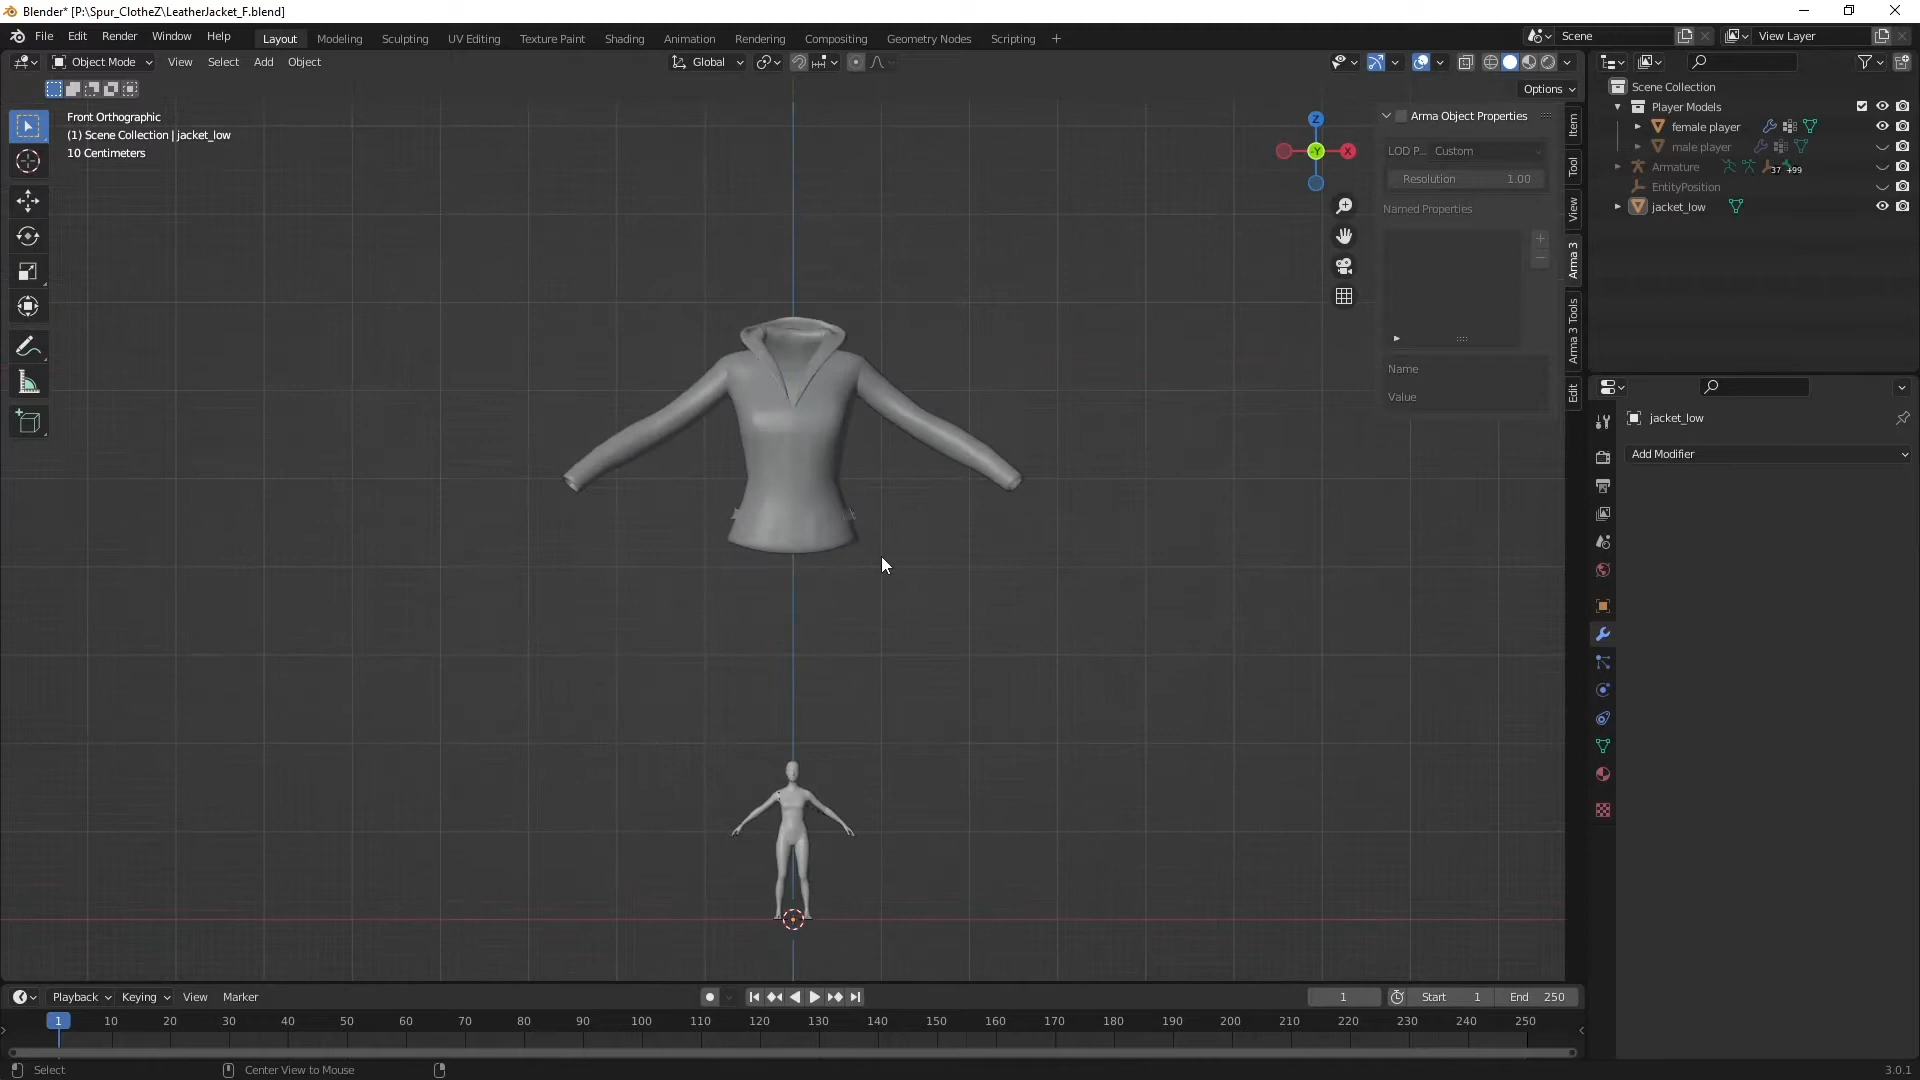 Blender* [P:\Spur_ClotheZ\LeatherJacket_F.blend]
File Edit Render Window Help Layout Modeling Sculpting UV Editing Texture Paint Shading Animation Rendering Compositing Geometry Nodes Scripting + Scene View Layer
Object Mode View Select Add Object Global
Options
Front Orthographic
(1) Scene Collection | jacket_low
10 Centimeters
Z
Y
X
Arma Object Properties
LOD P... Custom
Resolution 1.00
Named Properties
Name
Value
Item
Tool
View
Arma 3
Arma 3 Tools
Edit
Scene Collection
Player Models
female player
male player
Armature 37 +99
EntityPosition
jacket_low
jacket_low
Add Modifier
Playback Keying View Marker 1 Start 1 End 250
1 10 20 30 40 50 60 70 80 90 100 110 120 130 140 150 160 170 180 190 200 210 220 230 240 250
Select Center View to Mouse 3.0.1